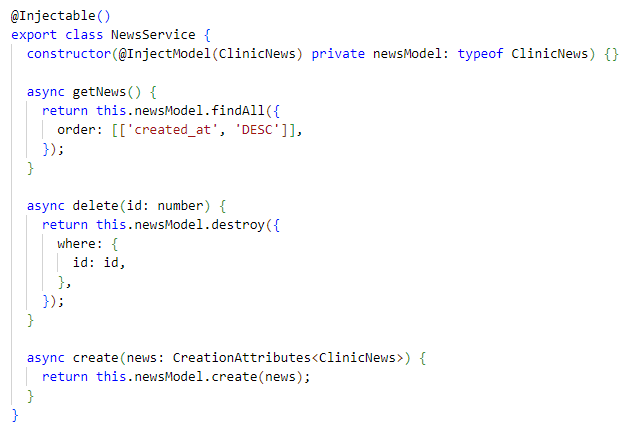 @Injectable()
export class NewsService {
  constructor(@InjectModel(ClinicNews) private newsModel: typeof ClinicNews) {}

  async getNews() {
    return this.newsModel.findAll({
      order: [['created_at', 'DESC']],
    });
  }

  async delete(id: number) {
    return this.newsModel.destroy({
      where: {
        id: id,
      },
    });
  }

  async create(news: CreationAttributes<ClinicNews>) {
    return this.newsModel.create(news);
  }
}